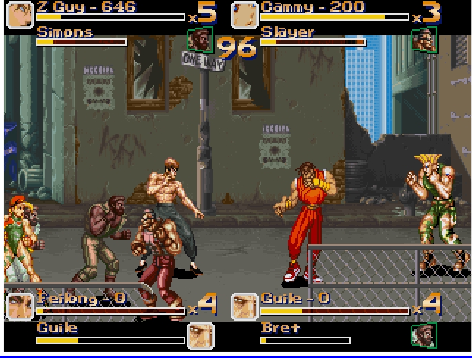 Z Guy - 646
x5
Cammy - 200
x3
Simons
96
Slayer
ONE WAY
Feilong - 0
x4
Guile - 0
x4
Guile
Bret